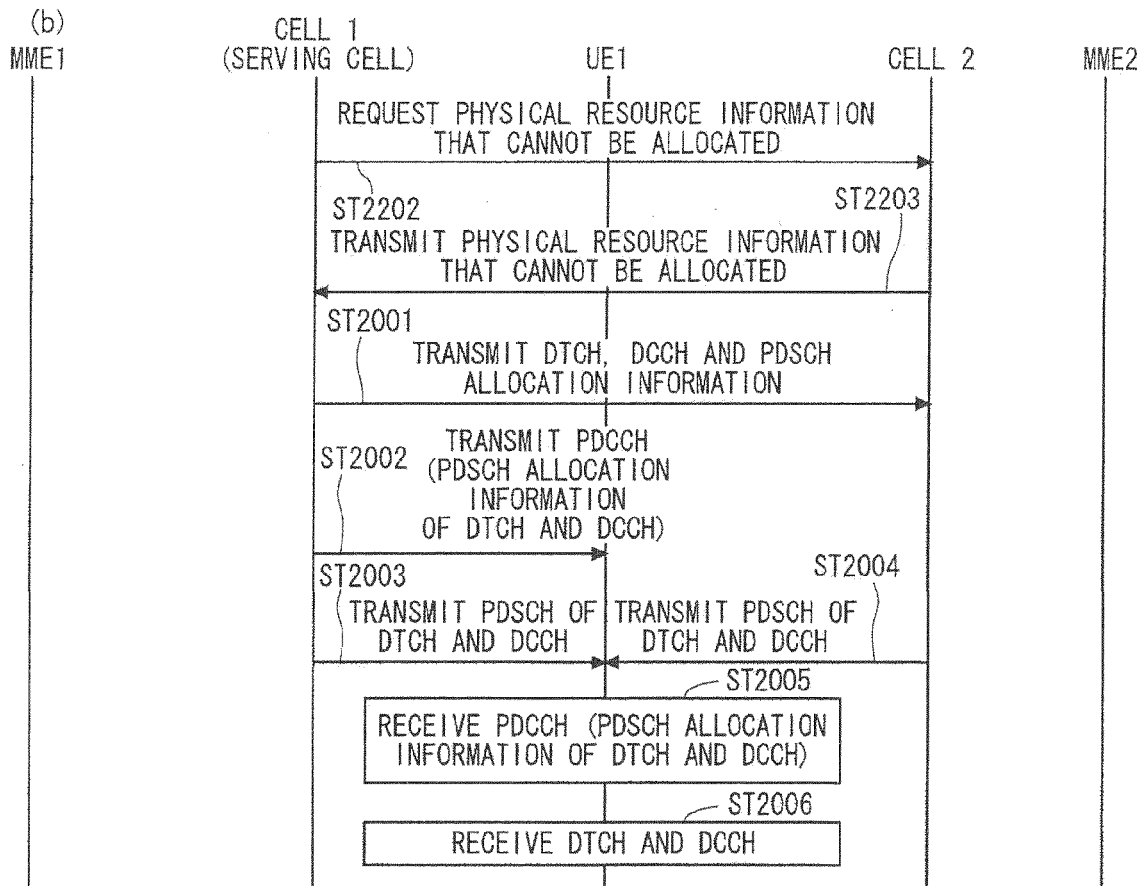 (b)
MME1
CELL 1
(SERVING CELL)
UE1
CELL 2
MME2
REQUEST PHYSICAL RESOURCE INFORMATION
THAT CANNOT BE ALLOCATED
ST2202
ST2203
TRANSMIT PHYSICAL RESOURCE INFORMATION
THAT CANNOT BE ALLOCATED
ST2001
TRANSMIT DTCH, DCCH AND PDSCH
ALLOCATION INFORMATION
ST2002
TRANSMIT PDCCH
(PDSCH ALLOCATION
INFORMATION
OF DTCH AND DCCH)
ST2003
ST2004
TRANSMIT PDSCH OF
DTCH AND DCCH
TRANSMIT PDSCH OF
DTCH AND DCCH
ST2005
RECEIVE PDCCH (PDSCH ALLOCATION
INFORMATION OF DTCH AND DCCH)
ST2006
RECEIVE DTCH AND DCCH